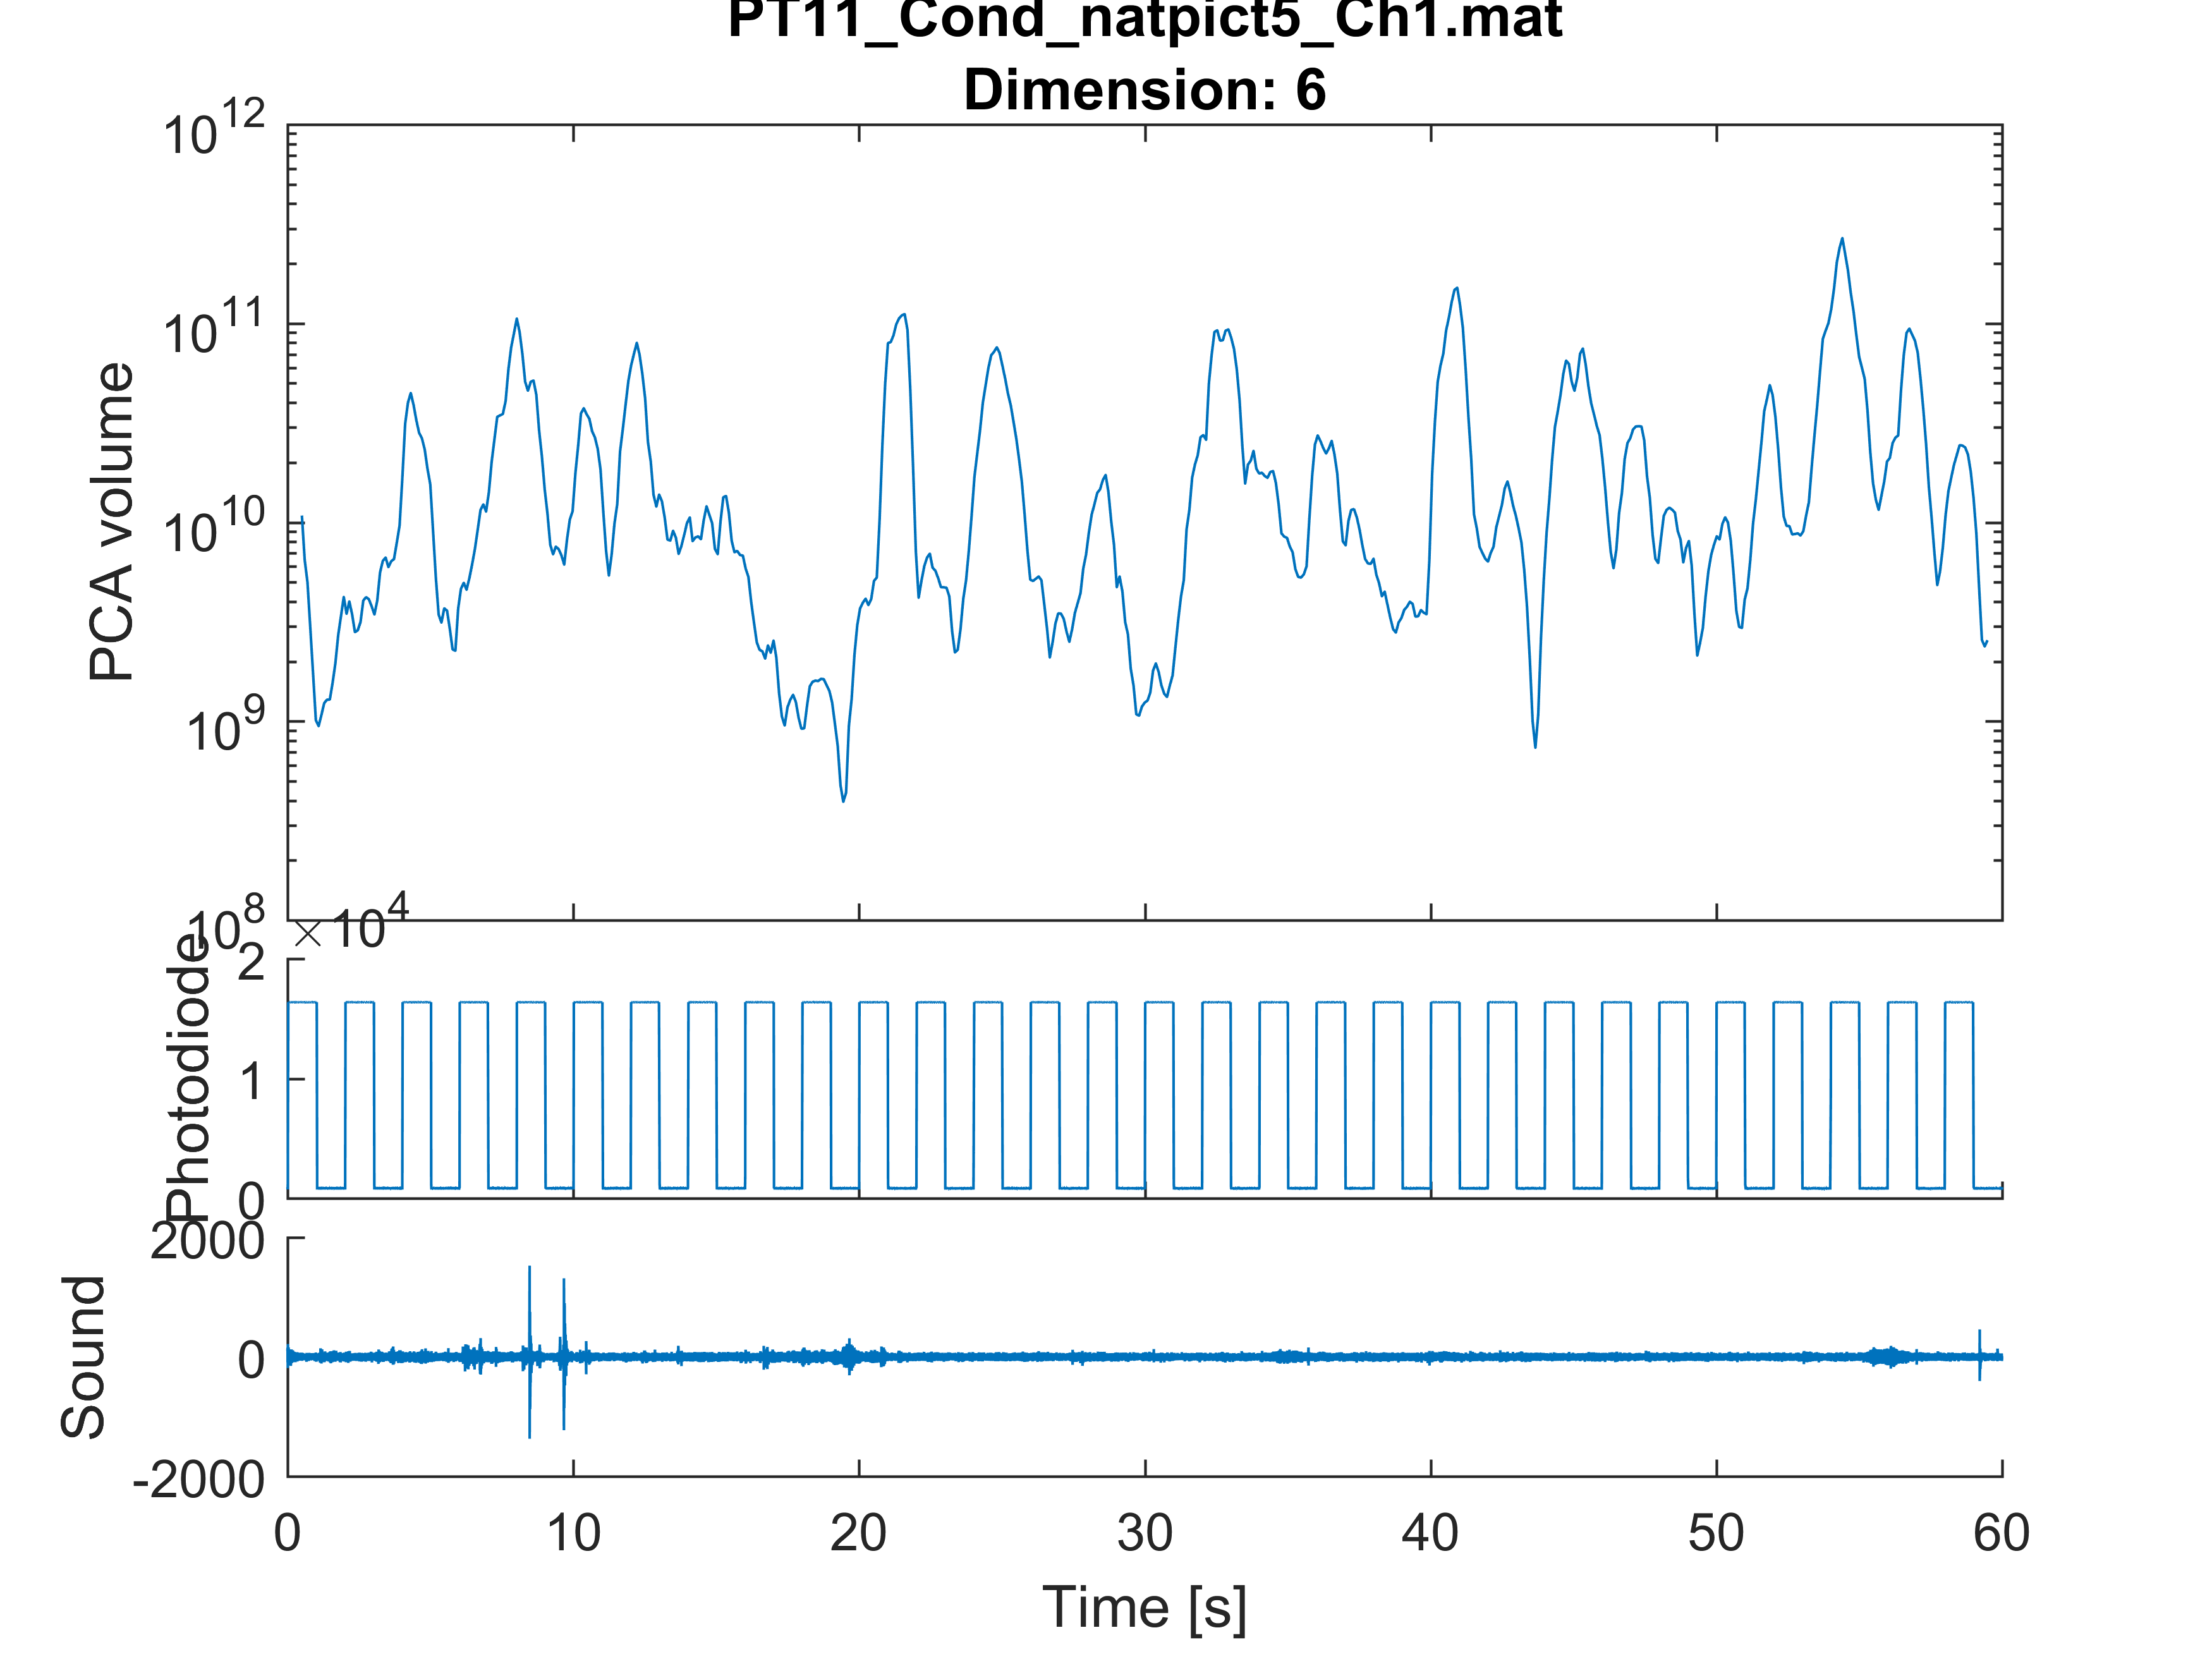 PT11_Cond_natpict5_Ch1.mat
Dimension: 6
10^12
10^11
10^10
10^9
10^8
PCA volume
× 10^4
2
1
0
Photodiode
2000
0
-2000
Sound
0 10 20 30 40 50 60
Time [s]